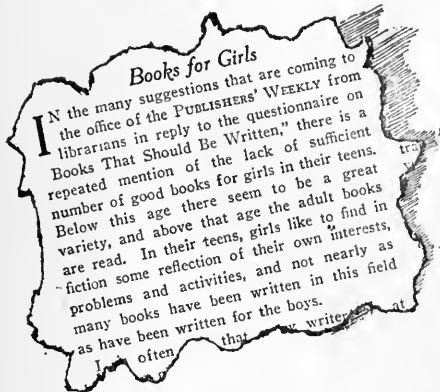 Books for Girls
IN the many suggestions that are coming to
the office of the PUBLISHERS' WEEKLY from
librarians in reply to the questionnaire on
Books That Should Be Written," there is a
repeated mention of the lack of sufficient
number of good books for girls in their teens.
Below this age there seem to be a great
variety, and above that age the adult books
are read. In their teens, girls like to find in
fiction some reflection of their own interests,
problems and activities, and not nearly as
many books have been written in this field
as have been written for the boys.
often that writer at